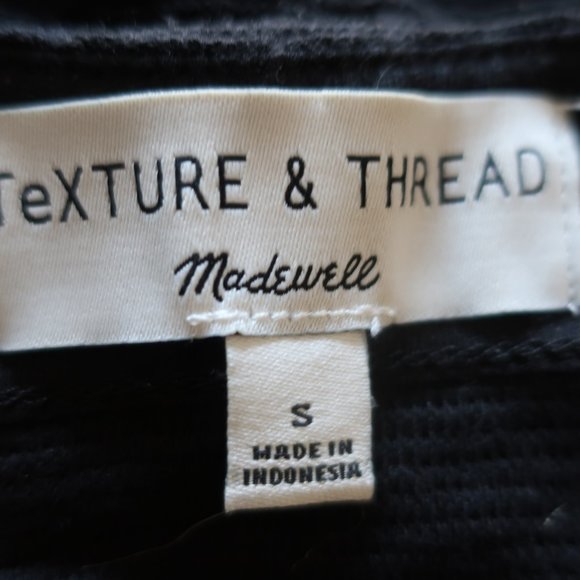 TeXTURE & THREAD
Madewell
S
MADE IN
INDONESIA